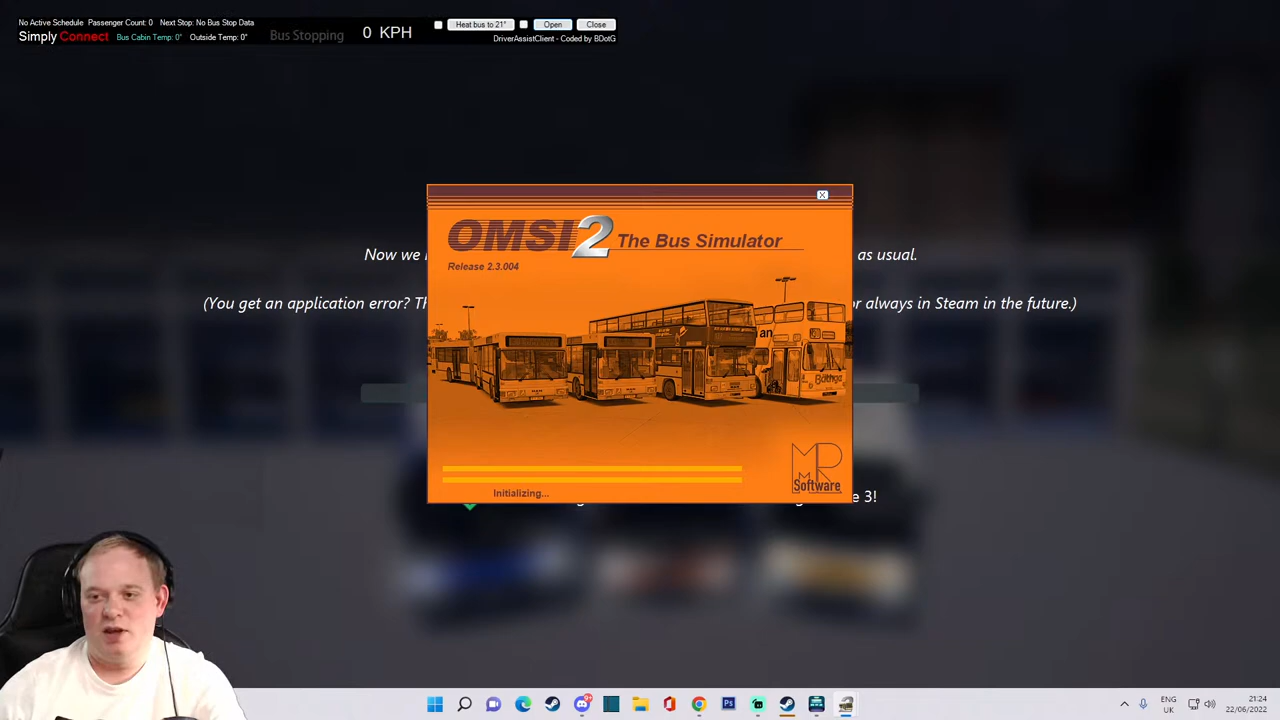 No Active Schedule Passenger Count: 0 Next Stop: No Bus Stop Data
Simply Connect Bus Cabin Temp: 0° Outside Temp: 0° Bus Stopping 0 KPH
Heat bus to 21° Open Close
DriverAssistClient - Coded by BDotG
X
OMSI 2 The Bus Simulator
Release 2.3.004
Now we as usual.
(You get an application error? or always in Steam in the future.)
an
MR Software
Initializing...
e 3!
ENG
UK
21:24
22/06/2022